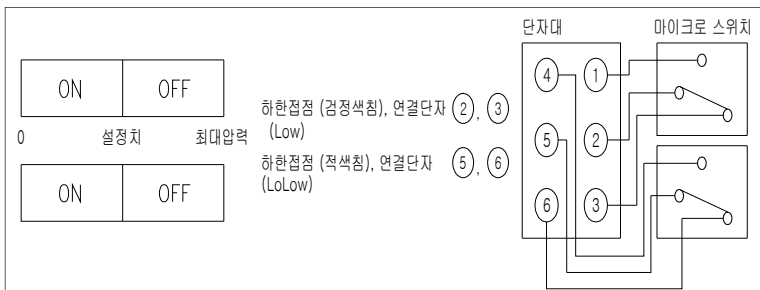 단자대
마이크로 스위치
ON OFF
④ ①
하한접점 (검정색침), 연결단자 ②, ③
(Low)
0 설정치 최대압력
⑤ ②
하한접점 (적색침), 연결단자 ⑤, ⑥
(LoLow)
ON OFF
⑥ ③